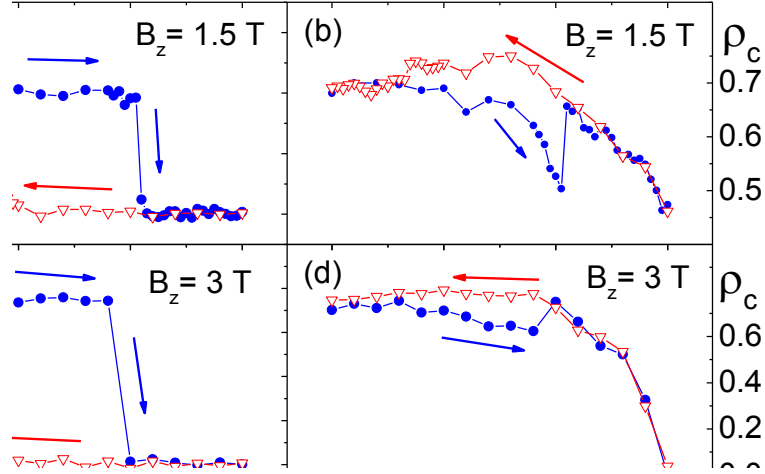 B_z = 1.5 T
(b)
B_z = 1.5 T
ρ_c
0.7
0.6
0.5
B_z = 3 T
(d)
B_z = 3 T
ρ_c
0.6
0.4
0.2